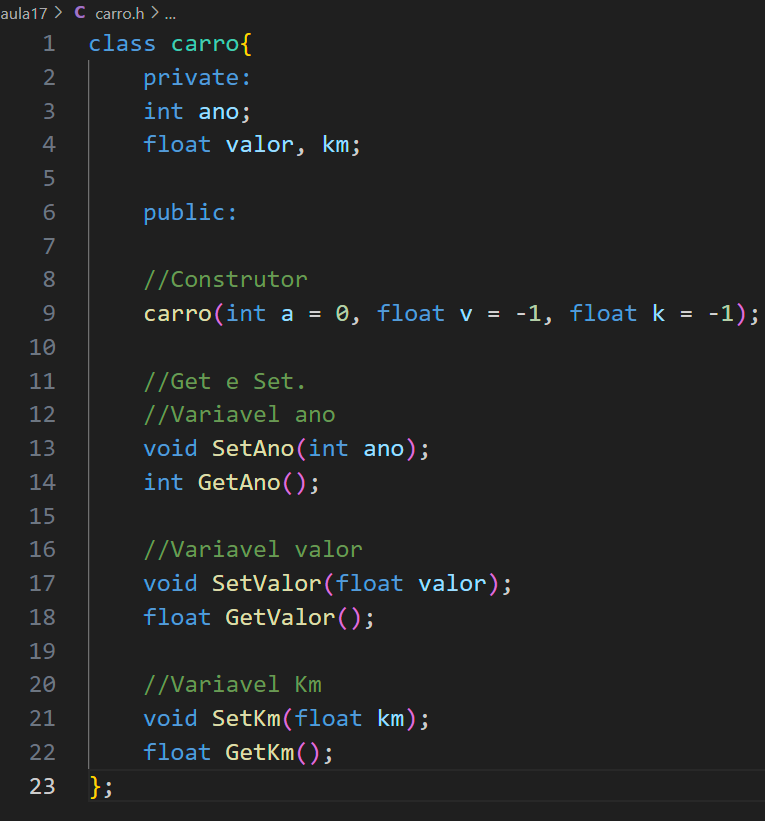 aula17 > C carro.h > ...
1 class carro{
2     private:
3     int ano;
4     float valor, km;
5
6     public:
7
8     //Construtor
9     carro(int a = 0, float v = -1, float k = -1);
10
11     //Get e Set.
12     //Variavel ano
13     void SetAno(int ano);
14     int GetAno();
15
16     //Variavel valor
17     void SetValor(float valor);
18     float GetValor();
19
20     //Variavel Km
21     void SetKm(float km);
22     float GetKm();
23 };